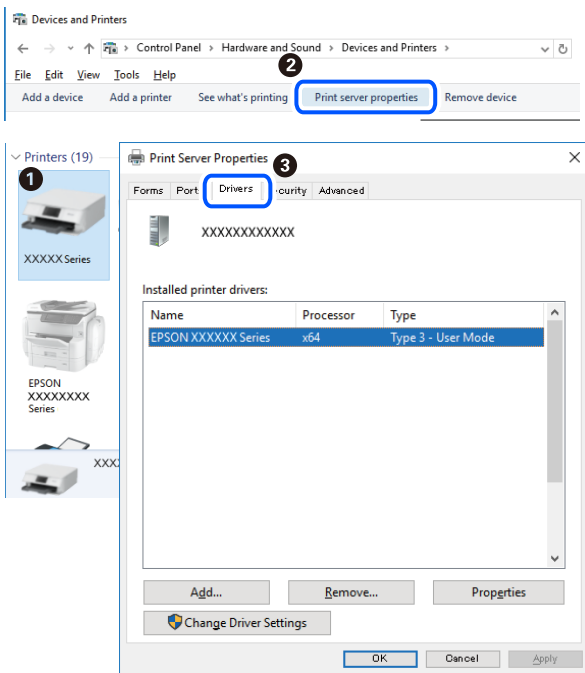 Devices and Printers
Control Panel > Hardware and Sound > Devices and Printers >
2
File Edit View Tools Help
Add a device Add a printer See what's printing Print server properties Remove device
Printers (19)
1
XXXXX Series
EPSON
XXXXXXXX
Series
XXX
Print Server Properties
3
Forms Port Drivers curity Advanced
XXXXXXXXXXXX
Installed printer drivers:
Name Processor Type
EPSON XXXXXX Series x64 Type 3 - User Mode
Add... Remove... Properties
Change Driver Settings
OK Cancel Apply